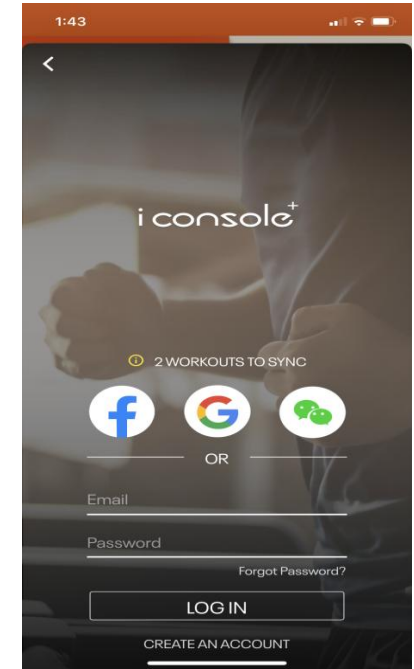 1:43
i console+
2 WORKOUTS TO SYNC
OR
Email
Password
Forgot Password?
LOG IN
CREATE AN ACCOUNT